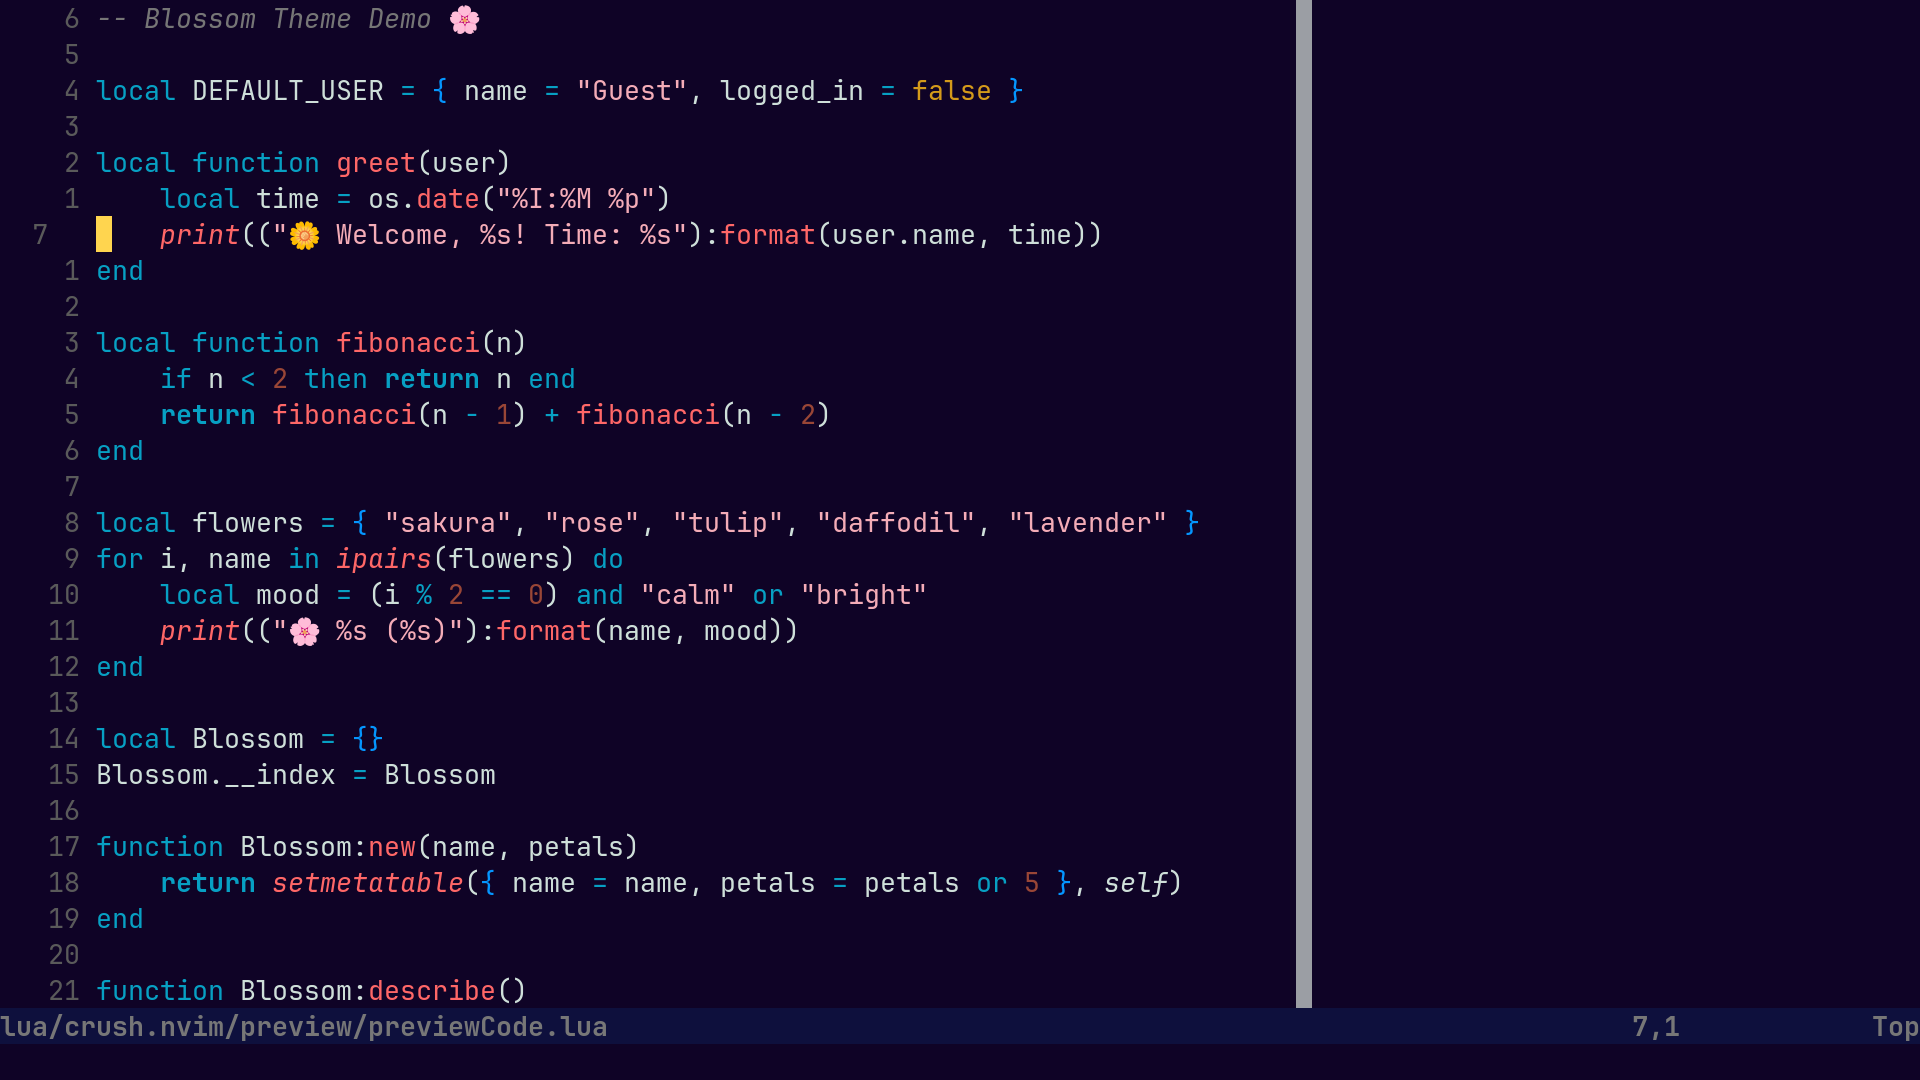 6 -- Blossom Theme Demo 🌸
5
4 local DEFAULT_USER = { name = "Guest", logged_in = false }
3
2 local function greet(user)
1     local time = os.date("%I:%M %p")
7     print(("🌼 Welcome, %s! Time: %s"):format(user.name, time))
1 end
2
3 local function fibonacci(n)
4     if n < 2 then return n end
5     return fibonacci(n - 1) + fibonacci(n - 2)
6 end
7
8 local flowers = { "sakura", "rose", "tulip", "daffodil", "lavender" }
9 for i, name in ipairs(flowers) do
10     local mood = (i % 2 == 0) and "calm" or "bright"
11     print(("🌸 %s (%s)"):format(name, mood))
12 end
13
14 local Blossom = {}
15 Blossom.__index = Blossom
16
17 function Blossom:new(name, petals)
18     return setmetatable({ name = name, petals = petals or 5 }, self)
19 end
20
21 function Blossom:describe()
lua/crush.nvim/preview/previewCode.lua 7,1 Top